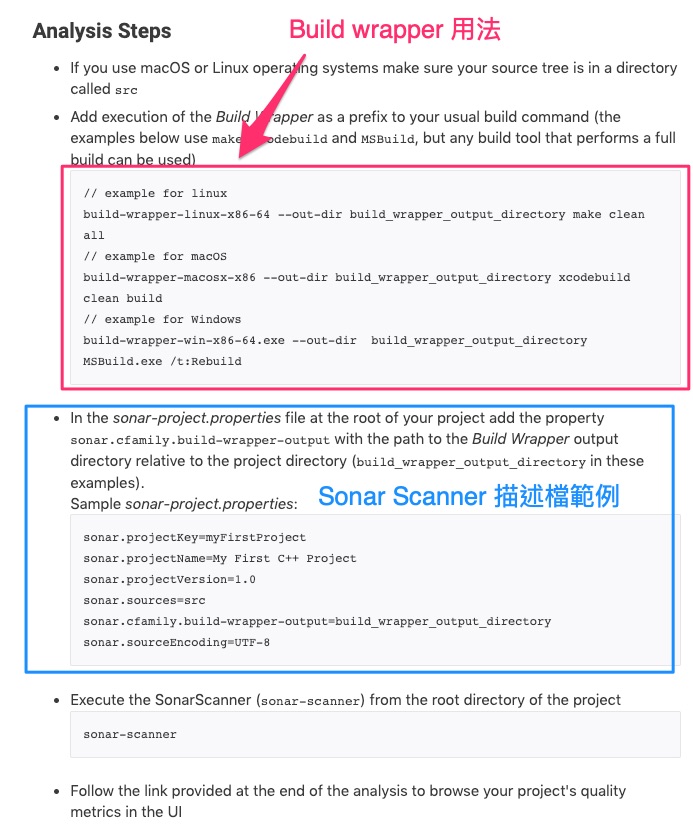 Analysis Steps
Build wrapper 用法
If you use macOS or Linux operating systems make sure your source tree is in a directory
called src
Add execution of the Build Wrapper as a prefix to your usual build command (the
examples below use make, xcodebuild and MSBuild, but any build tool that performs a full
build can be used)
// example for linux
build-wrapper-linux-x86-64 --out-dir build_wrapper_output_directory make clean
all
// example for macOS
build-wrapper-macosx-x86 --out-dir build_wrapper_output_directory xcodebuild
clean build
// example for Windows
build-wrapper-win-x86-64.exe --out-dir  build_wrapper_output_directory
MSBuild.exe /t:Rebuild
In the sonar-project.properties file at the root of your project add the property
sonar.cfamily.build-wrapper-output with the path to the Build Wrapper output
directory relative to the project directory (build_wrapper_output_directory in these
examples).
Sample sonar-project.properties:
Sonar Scanner 描述檔範例
sonar.projectKey=myFirstProject
sonar.projectName=My First C++ Project
sonar.projectVersion=1.0
sonar.sources=src
sonar.cfamily.build-wrapper-output=build_wrapper_output_directory
sonar.sourceEncoding=UTF-8
Execute the SonarScanner (sonar-scanner) from the root directory of the project
sonar-scanner
Follow the link provided at the end of the analysis to browse your project's quality
metrics in the UI